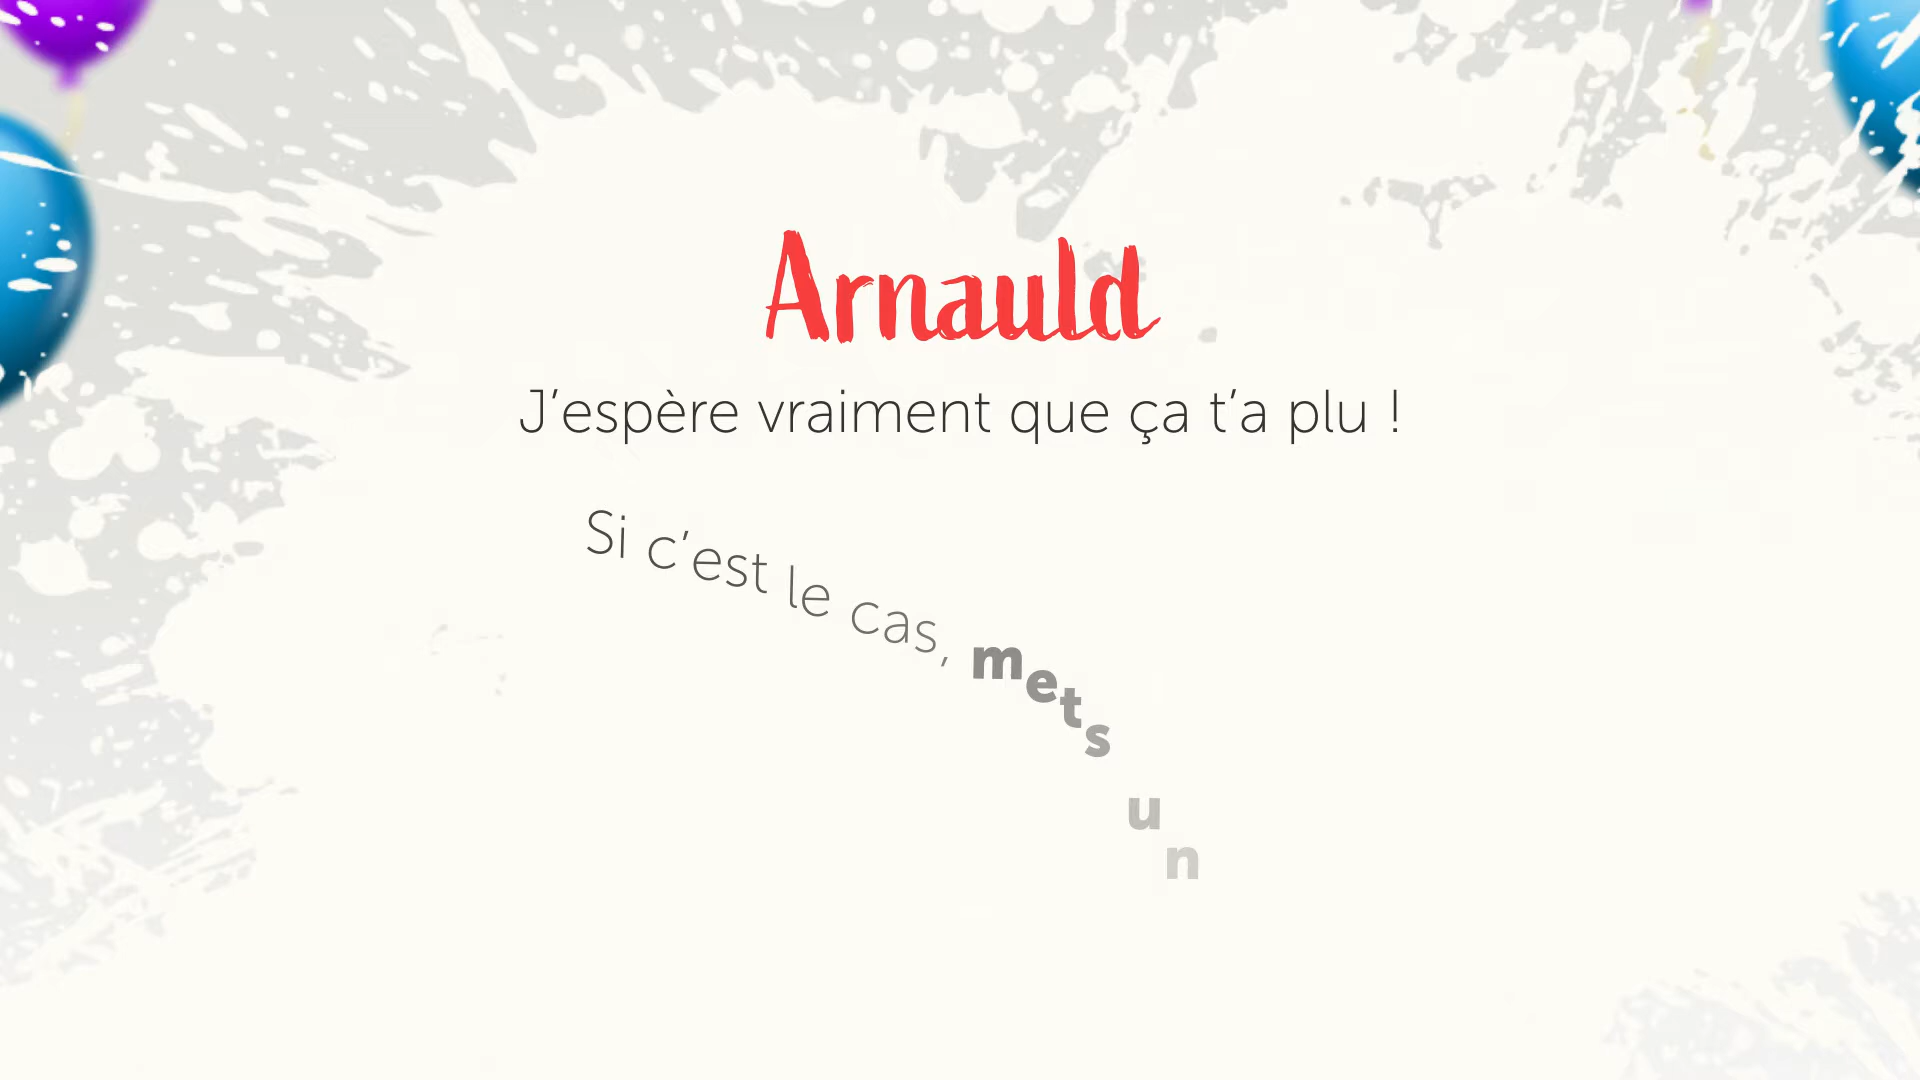 Arnauld
J’espère vraiment que ça t’a plu !
Si c’est le cas, mets un